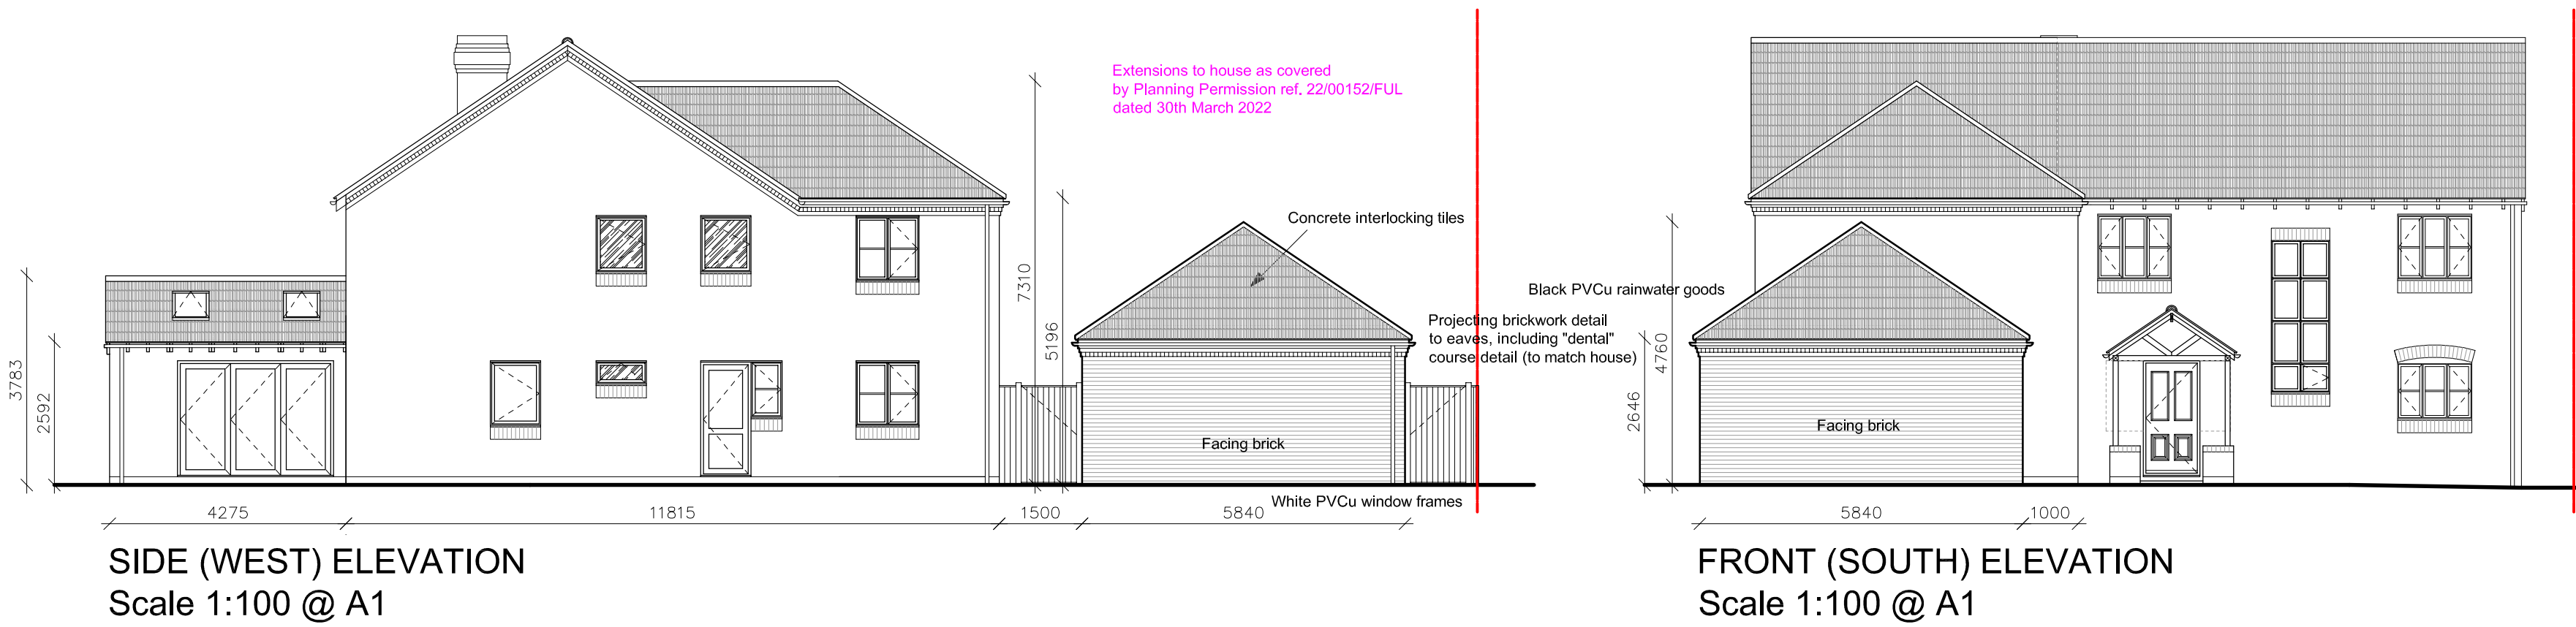 Extensions to house as covered
by Planning Permission ref, 22/00152/FUL
dated 30th March 2022
Concrete interlocking tiles
Black PVCu rainwater goods
Projecting brickwork detail
to eaves, including "dental"
course detail (to match house)
Facing brick
White PVCu window frames
Facing brick
3783
2592
7310
5196
4760
2646
4275
11815
1500
5840
5840
1000
SIDE (WEST) ELEVATION
Scale 1:100 @ A1
FRONT (SOUTH) ELEVATION
Scale 1:100 @ A1